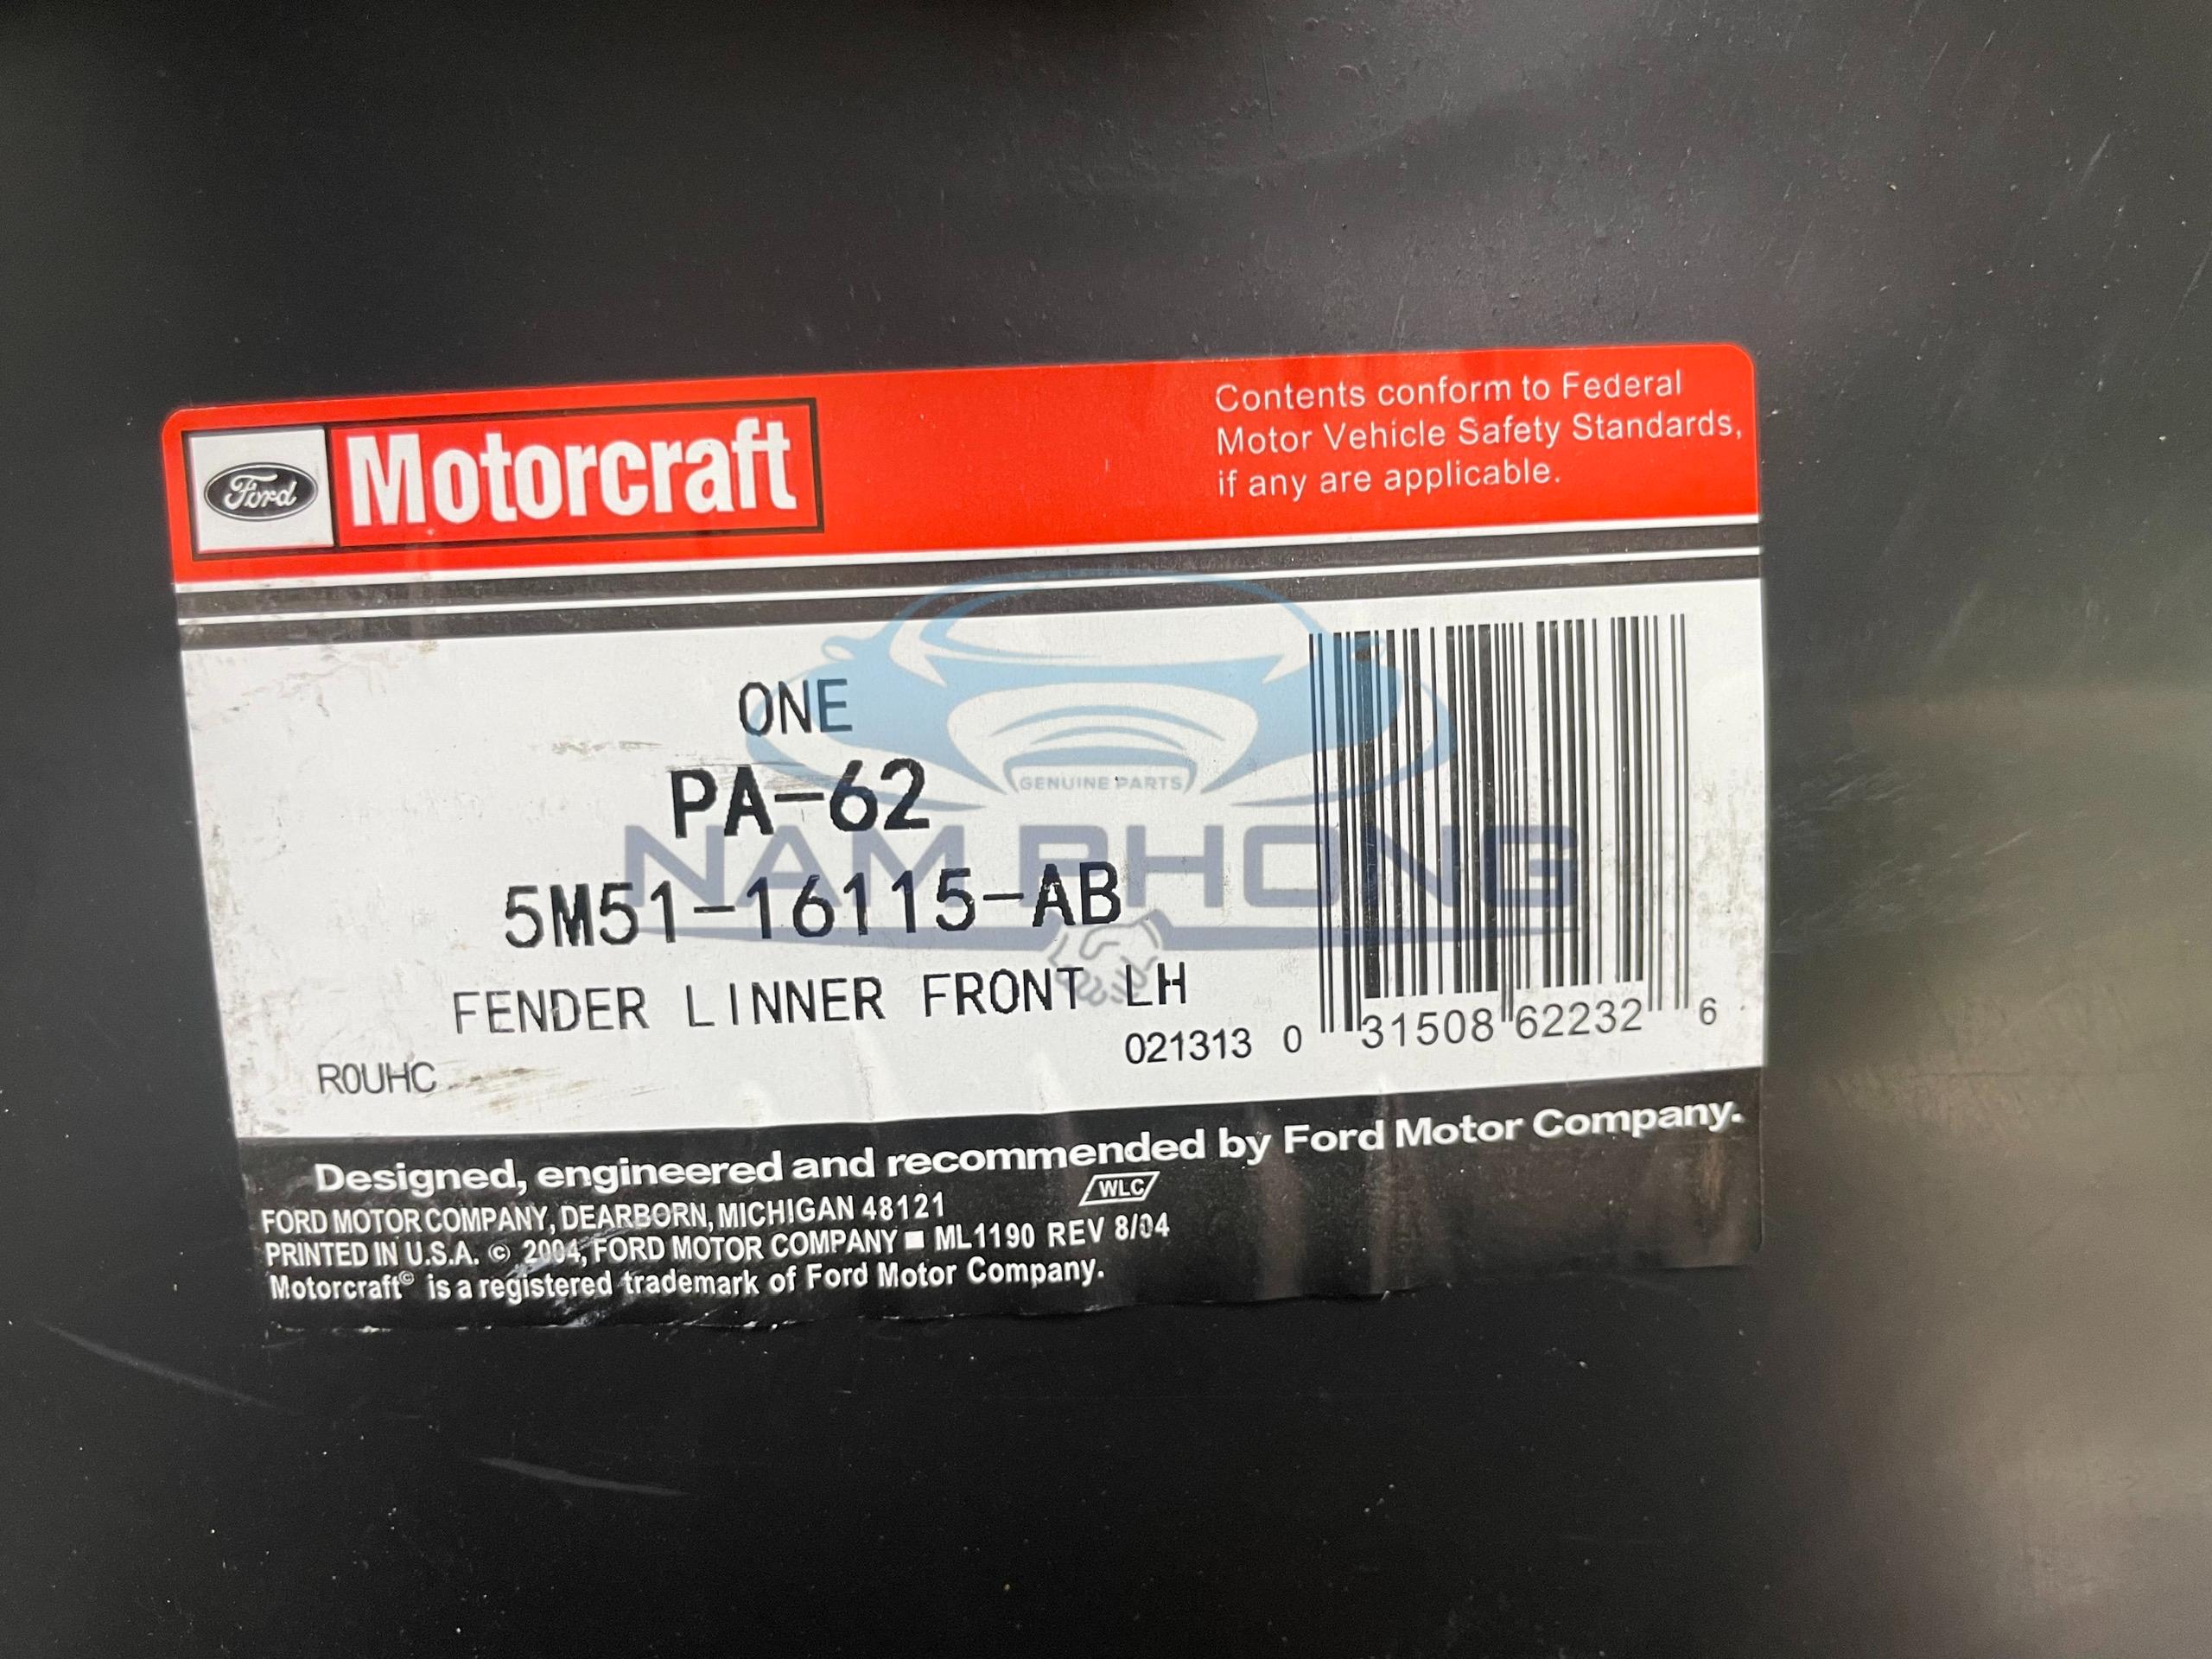 Ford Motorcraft
Contents conform to Federal
Motor Vehicle Safety Standards,
if any are applicable.
ONE
PA-62
GENUINE PARTS
NAM PHONG
5M51-16115-AB
FENDER LINNER FRONT LH
021313 0 31508 62232 6
R0UHC
Designed, engineered and recommended by Ford Motor Company.
WLC
FORD MOTOR COMPANY, DEARBORN, MICHIGAN 48121
PRINTED IN U.S.A. © 2004, FORD MOTOR COMPANY ■ ML1190 REV 8/04
Motorcraft© is a registered trademark of Ford Motor Company.